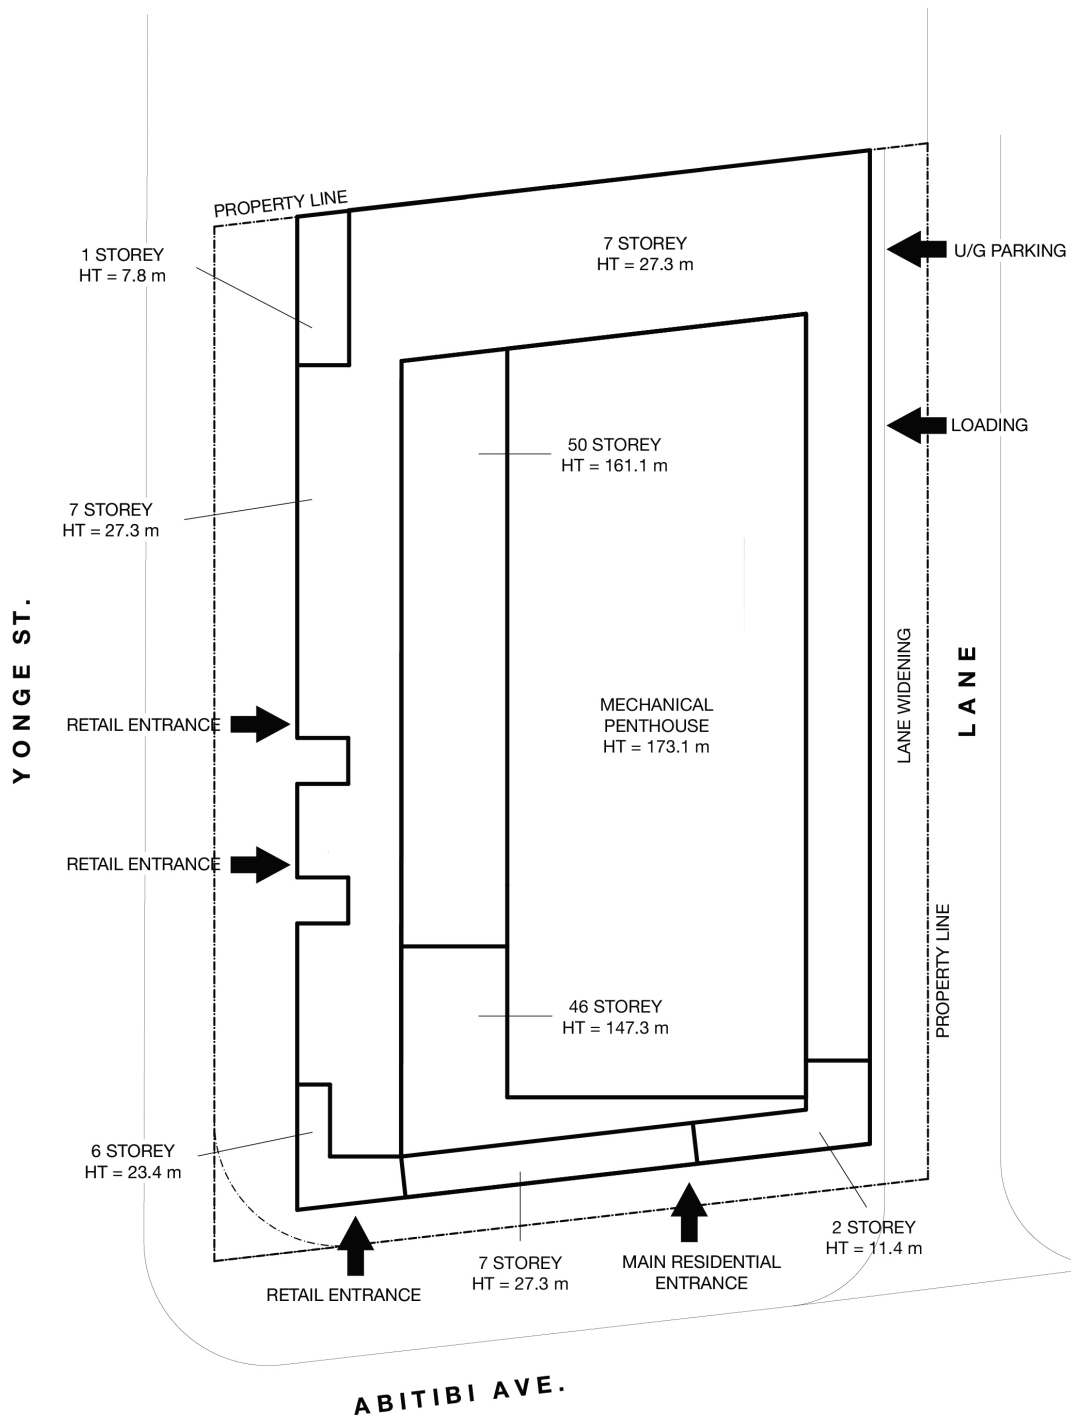 PROPERTY LINE
1 STOREY
HT = 7.8 m
7 STOREY
HT = 27.3 m
U/G PARKING
LOADING
50 STOREY
HT = 161.1 m
7 STOREY
HT = 27.3 m
YONGE ST.
RETAIL ENTRANCE
MECHANICAL
PENTHOUSE
HT = 173.1 m
LANE WIDENING
LANE
RETAIL ENTRANCE
PROPERTY LINE
46 STOREY
HT = 147.3 m
6 STOREY
HT = 23.4 m
2 STOREY
HT = 11.4 m
7 STOREY
HT = 27.3 m
MAIN RESIDENTIAL
ENTRANCE
RETAIL ENTRANCE
ABITIBI AVE.